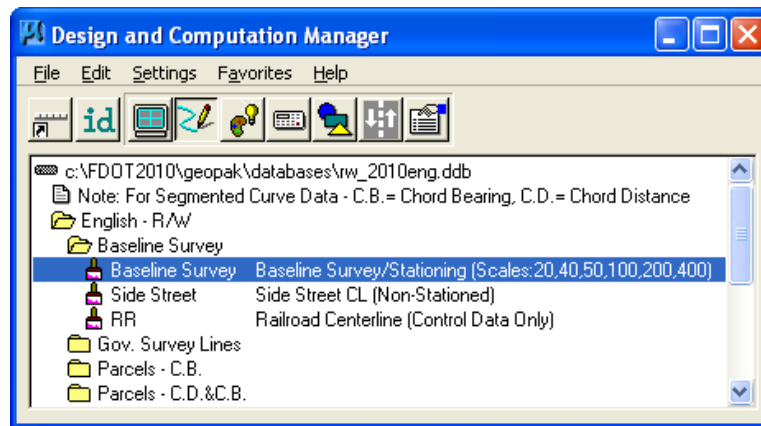 Design and Computation Manager
File Edit Settings Favorites Help
id
c:\FDOT2010\geopak\databases\rw_2010eng.ddb
Note: For Segmented Curve Data - C.B.= Chord Bearing, C.D.= Chord Distance
English - R/W
Baseline Survey
Baseline Survey Baseline Survey/Stationing (Scales:20,40,50,100,200,400)
Side Street Side Street CL (Non-Stationed)
RR Railroad Centerline (Control Data Only)
Gov. Survey Lines
Parcels - C.B.
Parcels - C.D.&C.B.